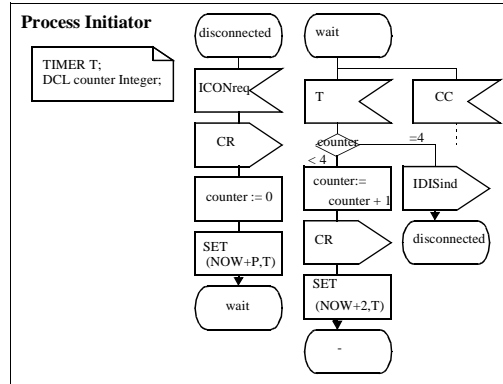 Process Initiator
TIMER T;
DCL counter Integer;
disconnected
ICONreq
CR
counter := 0
SET
(NOW+P,T)
wait
wait
T
CC
counter
=4
< 4
counter:=
counter + 1
IDISind
CR
disconnected
SET
(NOW+2,T)
-